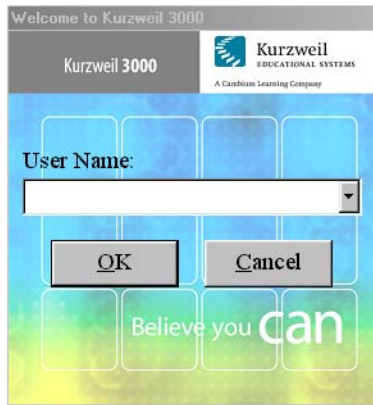 Welcome to Kurzweil 3000
Kurzweil 3000
Kurzweil
EDUCATIONAL SYSTEMS
A Cambium Learning Company
User Name:
OK
Cancel
Believe you can